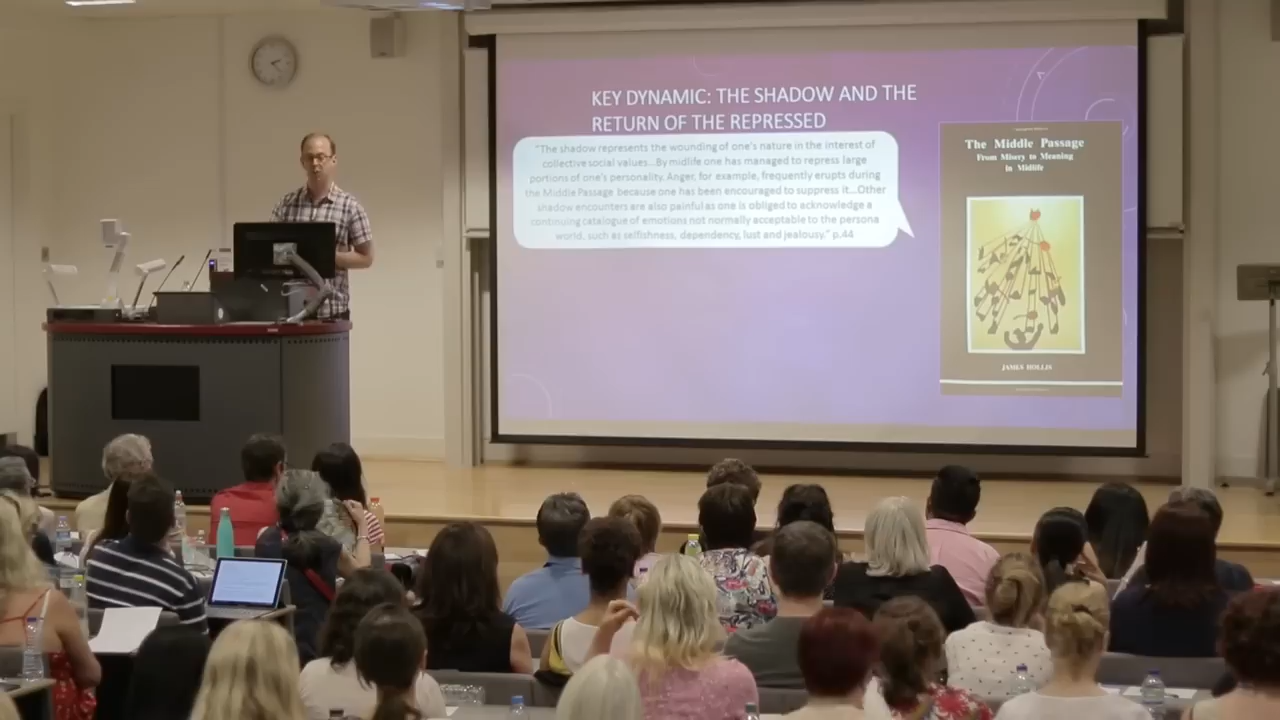 KEY DYNAMIC: THE SHADOW AND THE
RETURN OF THE REPRESSED
"The shadow represents the wounding of one's nature in the interest of
collective social values...By midlife one has managed to repress large
portions of one's personality. Anger, for example, frequently erupts during
the Middle Passage because one has been encouraged to suppress it...Other
shadow encounters are also painful as one is obliged to acknowledge a
continuing catalogue of emotions not normally acceptable to the persona
world, such as selfishness, dependency, lust and jealousy." p.44
The Middle Passage
From Misery to Meaning
in Midlife
JAMES HOLLIS